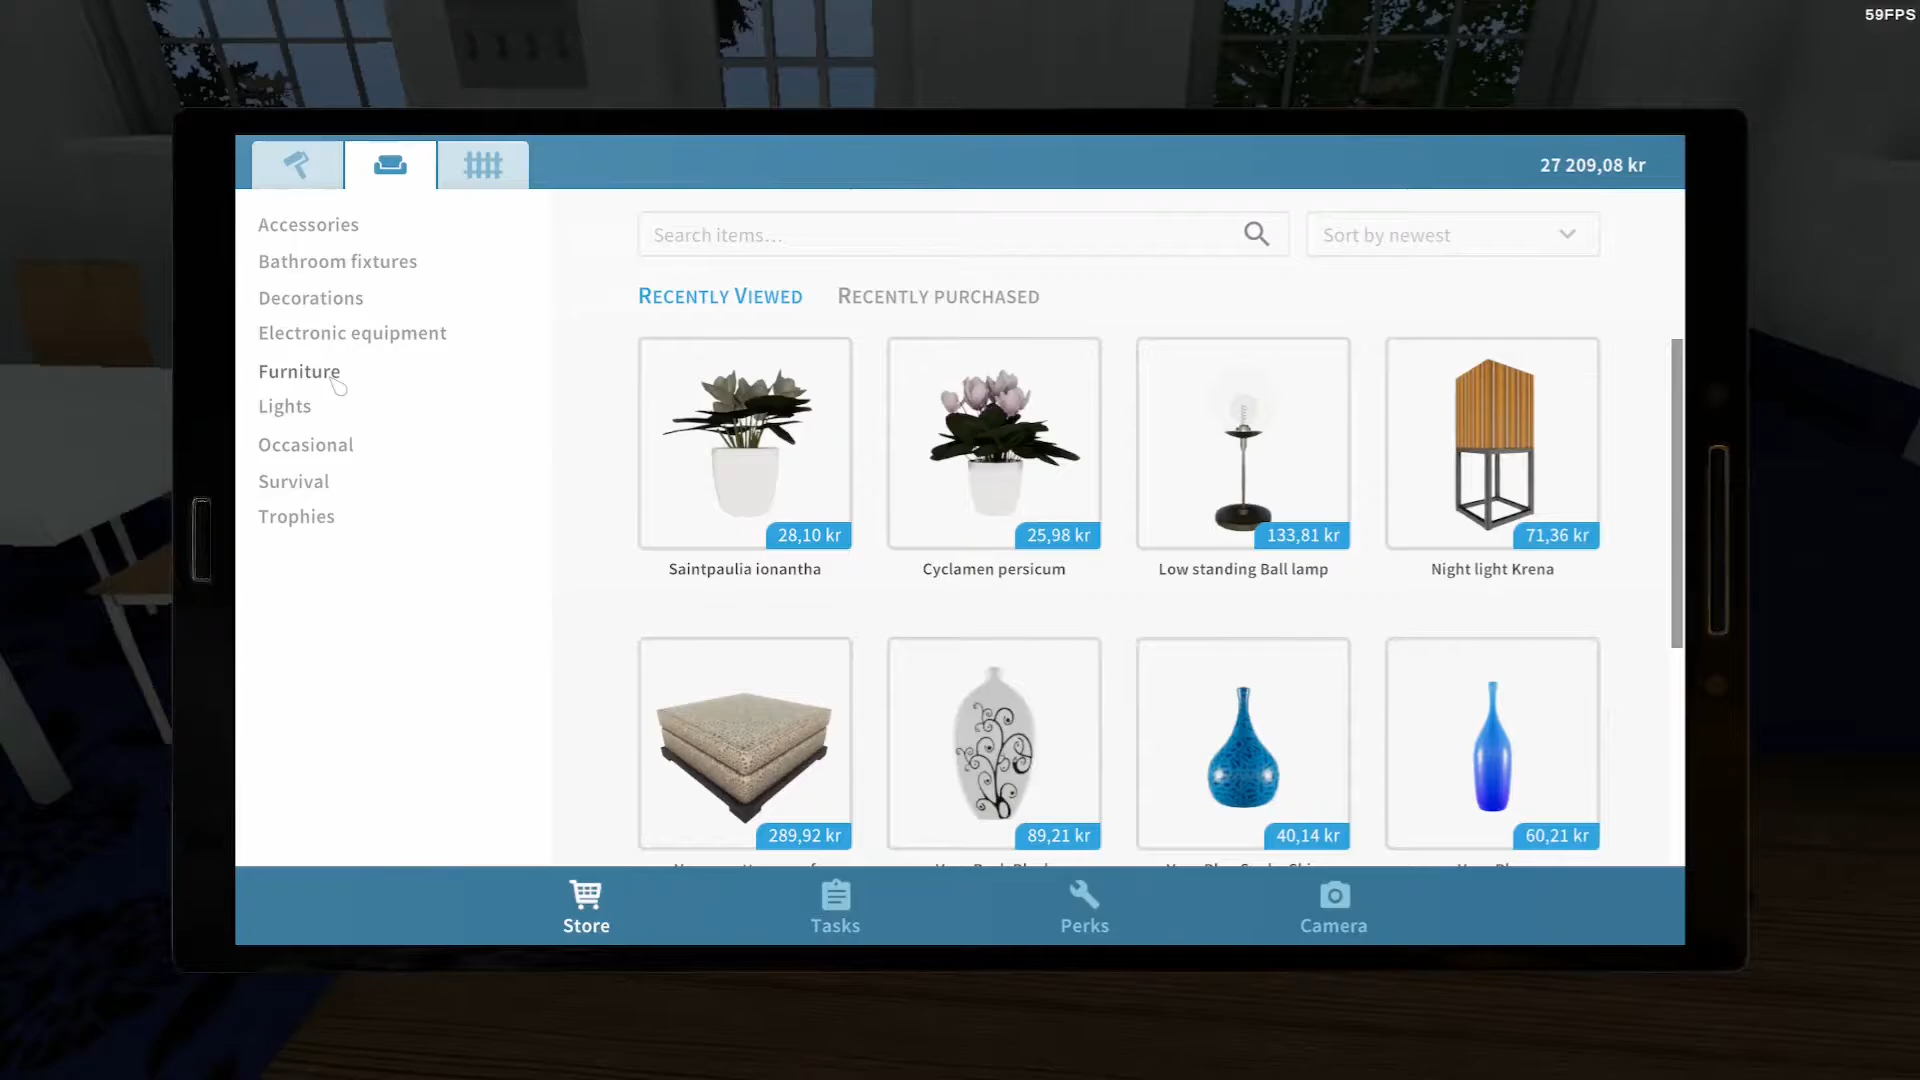 59FPS
27 209,08 kr
Accessories
Bathroom fixtures
Decorations
Electronic equipment
Furniture
Lights
Occasional
Survival
Trophies
Search items...
Sort by newest
RECENTLY VIEWED
RECENTLY PURCHASED
28,10 kr
25,98 kr
133,81 kr
71,36 kr
Saintpaulia ionantha
Cyclamen persicum
Low standing Ball lamp
Night light Krena
289,92 kr
89,21 kr
40,14 kr
60,21 kr
Store
Tasks
Perks
Camera